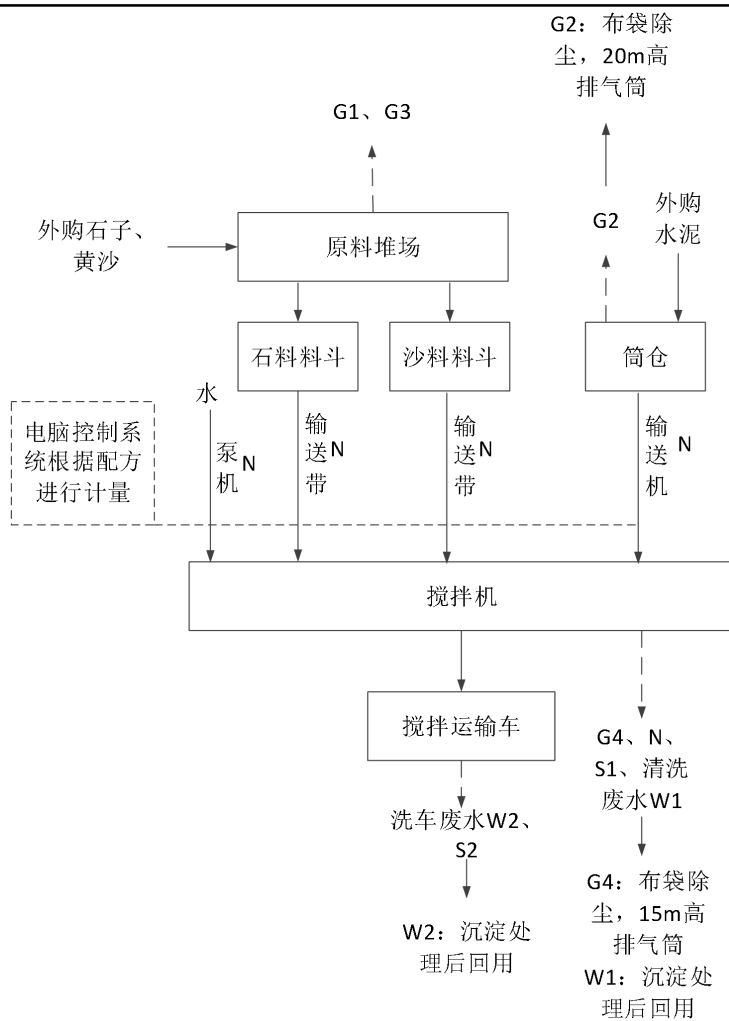 G2：布袋除
尘，20m高
排气筒
G1、G3
外购石子、
黄沙
原料堆场
G2
外购
水泥
石料料斗
沙料料斗
筒仓
水
电脑控制系
统根据配方
进行计量
泵
机
N
输
送
带
N
输
送
带
N
输
送
机
N
搅拌机
搅拌运输车
G4、N、
S1、清洗
废水W1
洗车废水W2、
S2
G4：布袋除
尘，15m高
排气筒
W1：沉淀处
理后回用
W2：沉淀处
理后回用